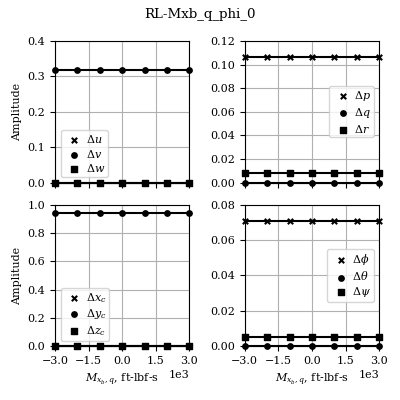 RL-Mxb_q_phi_0
Amplitude
0.4
0.3
0.2
0.1
0.0
Δu
Δv
Δw
0.12
0.10
0.08
0.06
0.04
0.02
0.00
Δp
Δq
Δr
Amplitude
1.0
0.8
0.6
0.4
0.2
0.0
Δx_c
Δy_c
Δz_c
−3.0 −1.5 0.0 1.5 3.0
1e3
M_{x_b,q}, ft-lbf-s
0.08
0.06
0.04
0.02
0.00
Δϕ
Δθ
Δψ
−3.0 −1.5 0.0 1.5 3.0
1e3
M_{x_b,q}, ft-lbf-s